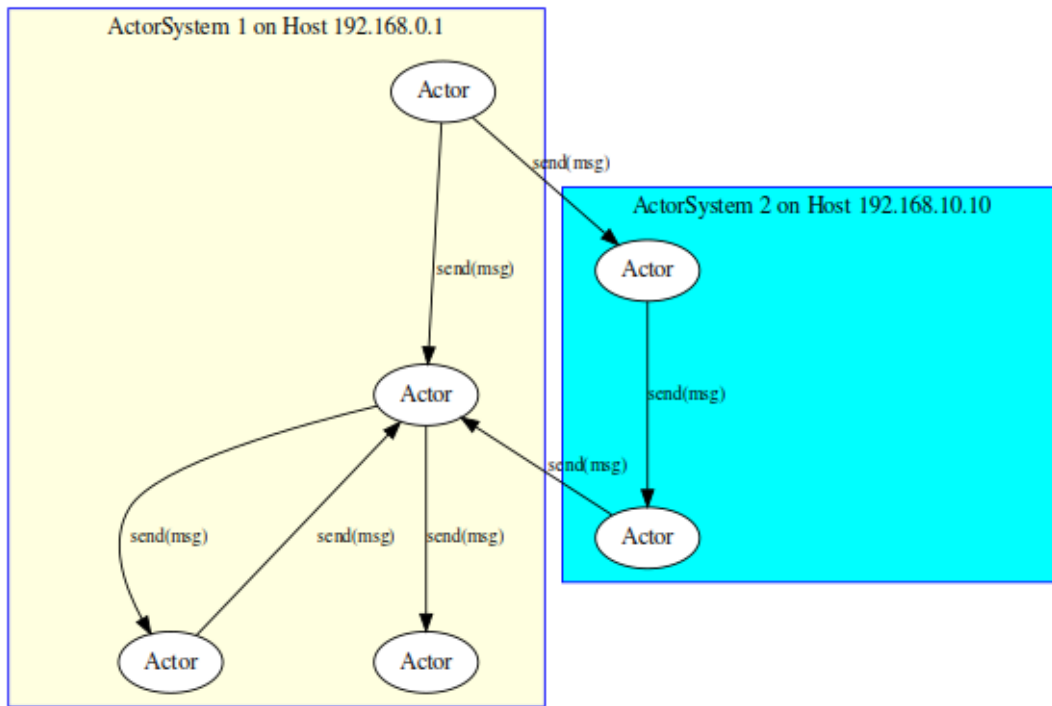 ActorSystem 1 on Host 192.168.0.1
Actor
send(msg)
ActorSystem 2 on Host 192.168.10.10
Actor
send(msg)
Actor
send(msg)
send(msg)
send(msg)
send(msg)
send(msg)
Actor
Actor
Actor